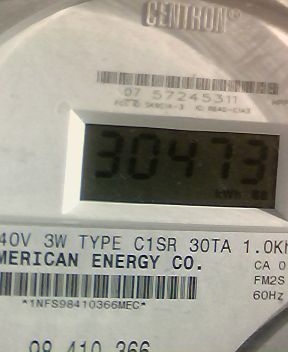 CENTRON®
07 57245311
30473
kWh
40V 3W TYPE C1SR 30TA 1.0Kh
MERICAN ENERGY CO.
CA 0
FM2S
60Hz
*1NFS98410366MEC*
98 410 366